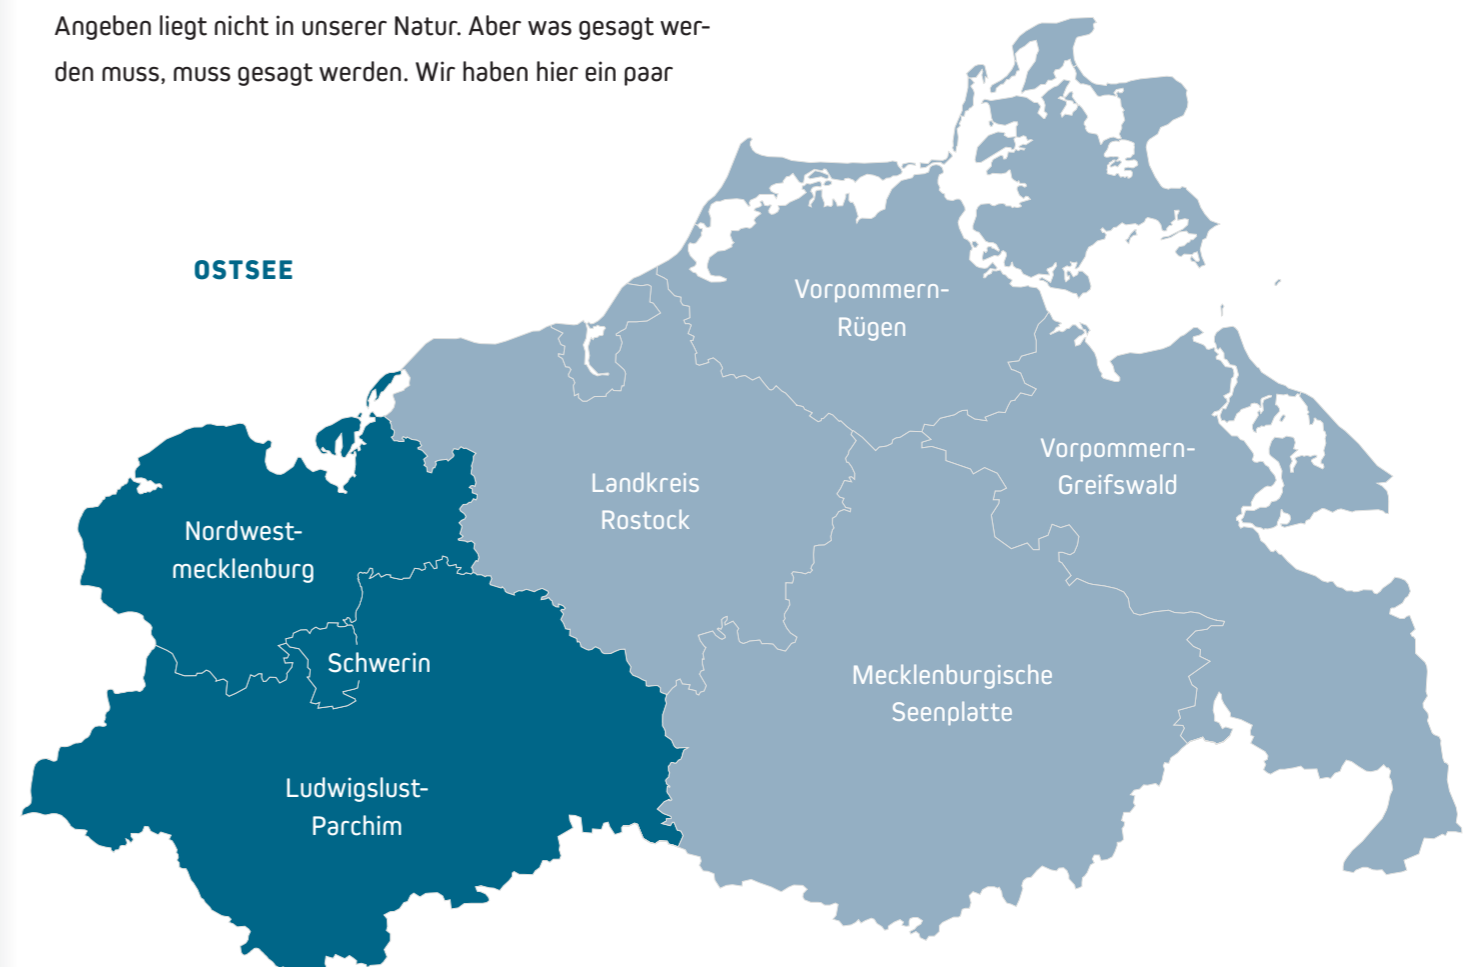 Angeben liegt nicht in unserer Natur. Aber was gesagt wer-
den muss, muss gesagt werden. Wir haben hier ein paar
OSTSEE
Vorpommern-
Rügen
Vorpommern-
Greifswald
Landkreis
Rostock
Nordwest-
mecklenburg
Schwerin
Mecklenburgische
Seenplatte
Ludwigslust-
Parchim